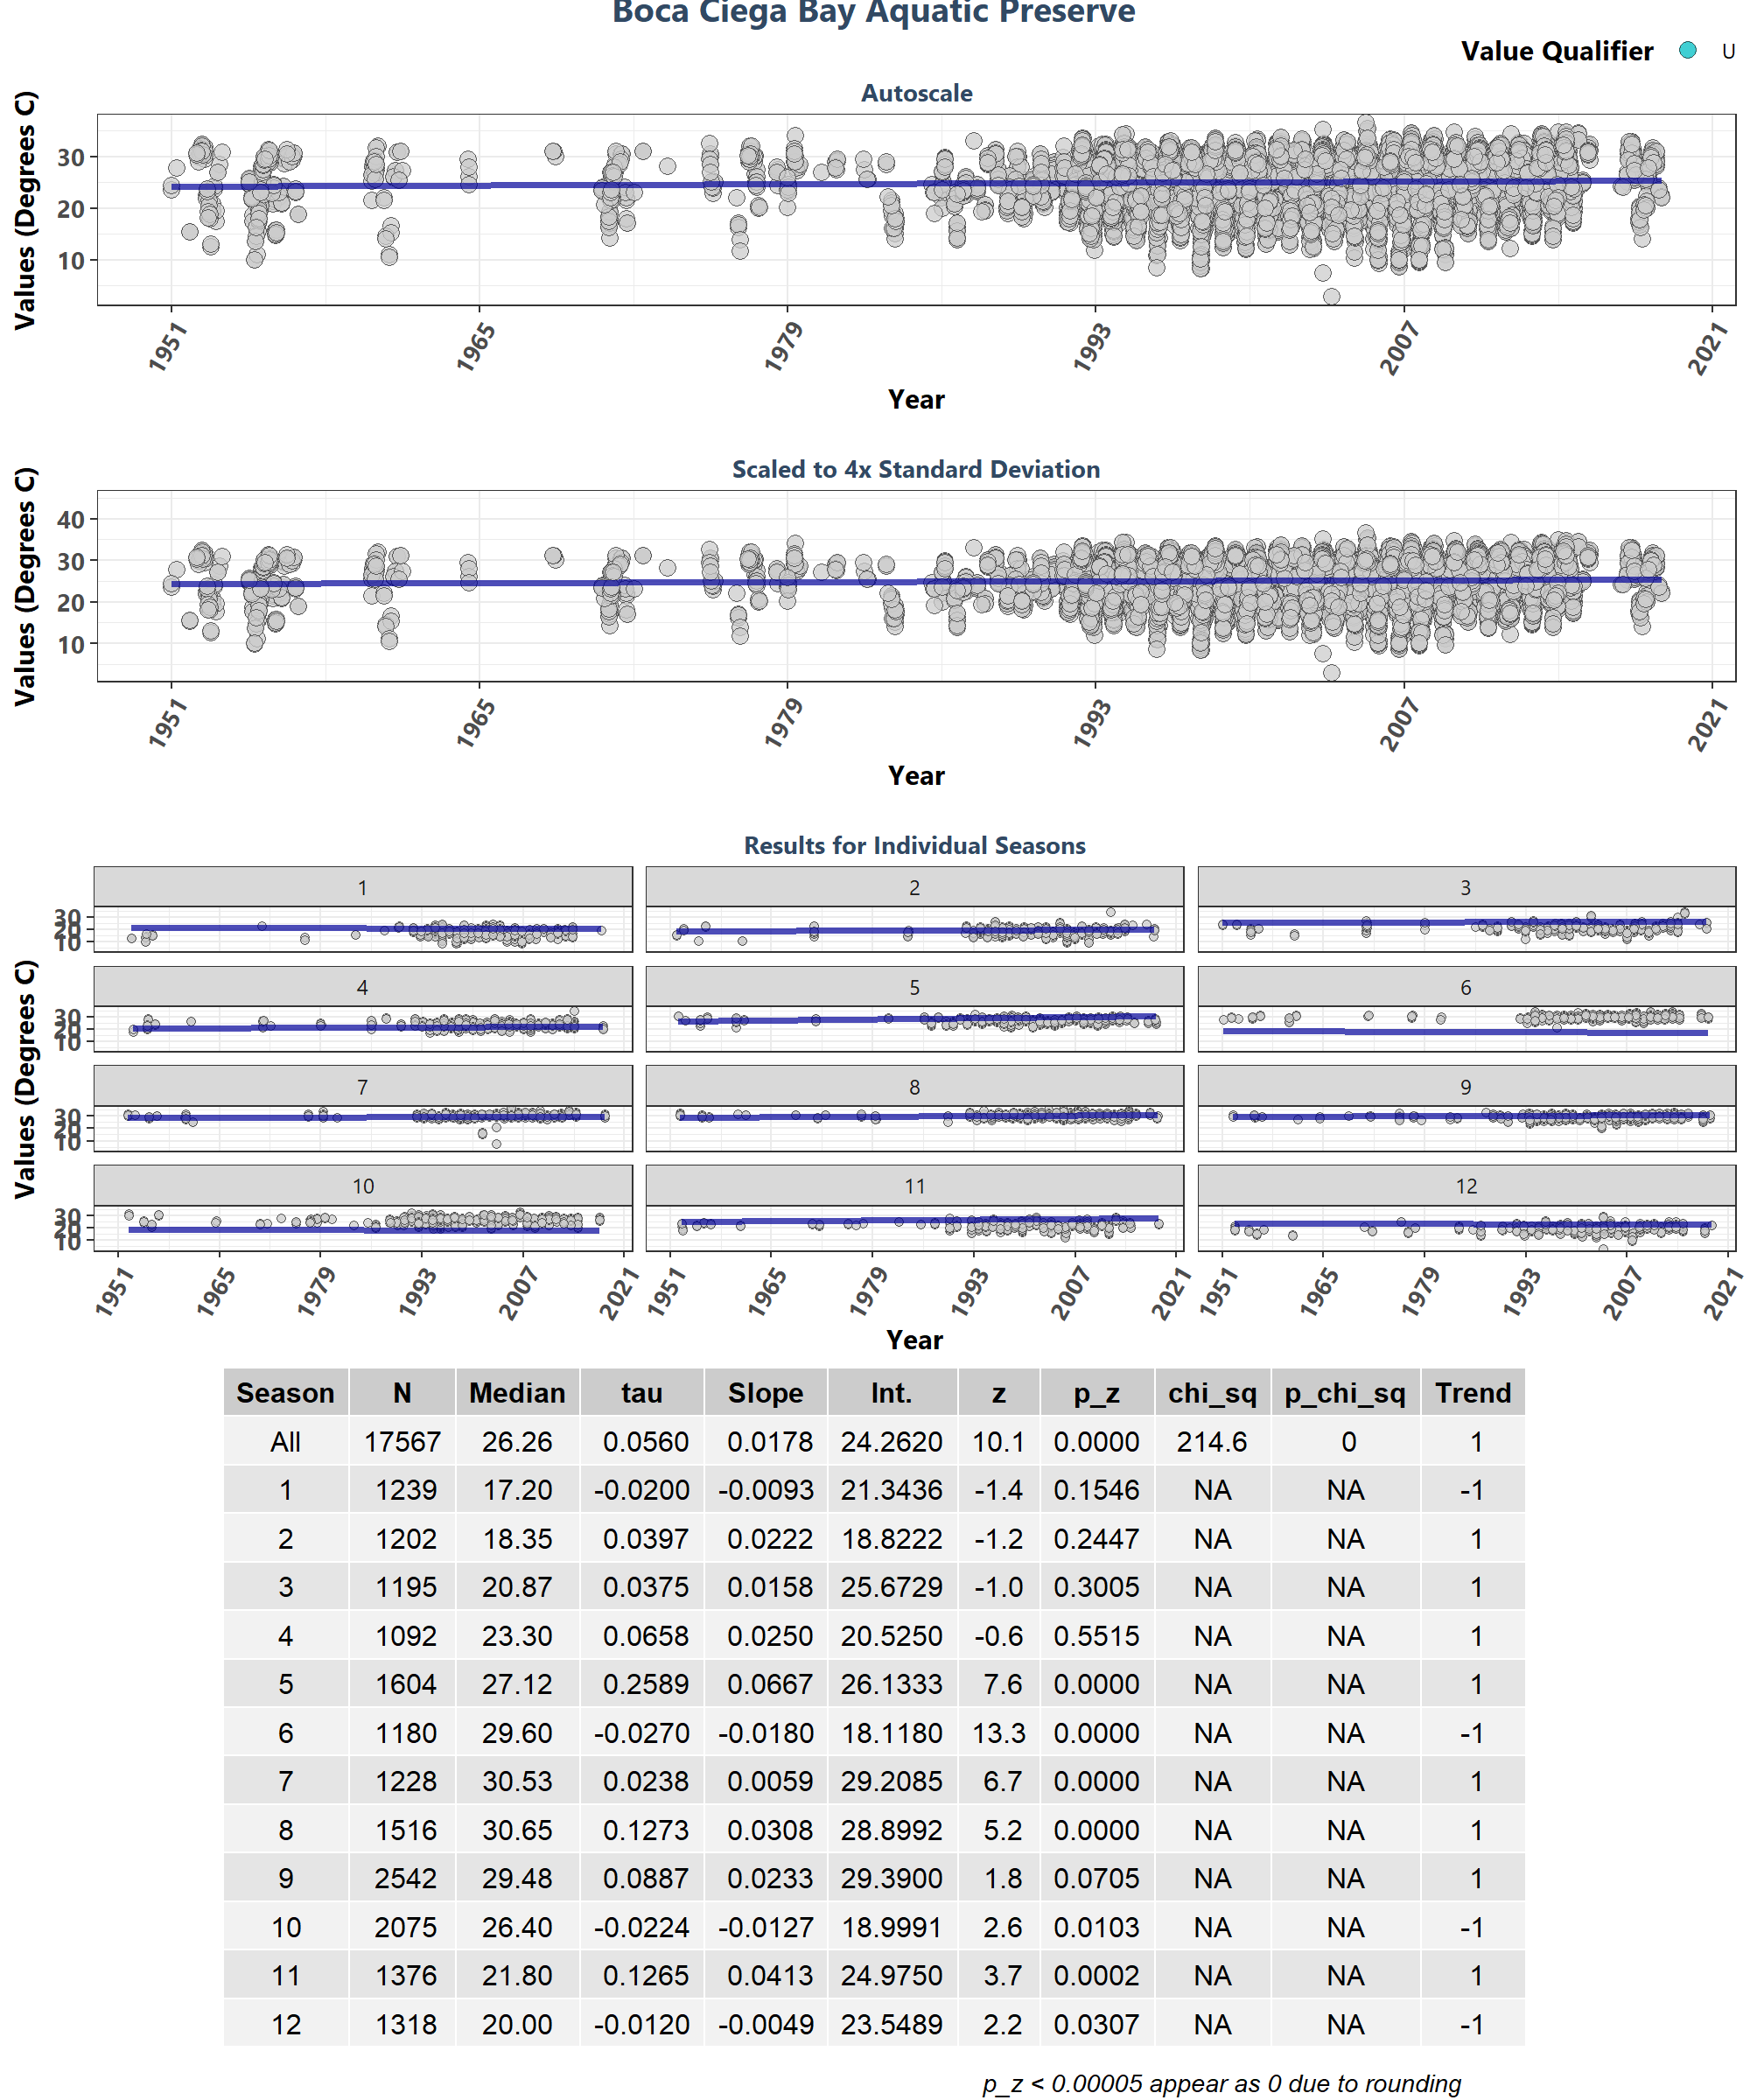 Boca Ciega Bay Aquatic Preserve
Value Qualifier U
Autoscale
Values (Degrees C)
30
20
10
1951 1965 1979 1993 2007 2021
Year
Scaled to 4x Standard Deviation
Values (Degrees C)
40
30
20
10
1951 1965 1979 1993 2007 2021
Year
Results for Individual Seasons
Values (Degrees C)
1 2 3
30
20
10
4 5 6
30
20
10
7 8 9
30
20
10
10 11 12
30
20
10
1951 1965 1979 1993 2007 2021 1951 1965 1979 1993 2007 2021 1951 1965 1979 1993 2007 2021
Year
Season N Median tau Slope Int. z p_z chi_sq p_chi_sq Trend
All 17567 26.26 0.0560 0.0178 24.2620 10.1 0.0000 214.6 0 1
1 1239 17.20 -0.0200 -0.0093 21.3436 -1.4 0.1546 NA NA -1
2 1202 18.35 0.0397 0.0222 18.8222 -1.2 0.2447 NA NA 1
3 1195 20.87 0.0375 0.0158 25.6729 -1.0 0.3005 NA NA 1
4 1092 23.30 0.0658 0.0250 20.5250 -0.6 0.5515 NA NA 1
5 1604 27.12 0.2589 0.0667 26.1333 7.6 0.0000 NA NA 1
6 1180 29.60 -0.0270 -0.0180 18.1180 13.3 0.0000 NA NA -1
7 1228 30.53 0.0238 0.0059 29.2085 6.7 0.0000 NA NA 1
8 1516 30.65 0.1273 0.0308 28.8992 5.2 0.0000 NA NA 1
9 2542 29.48 0.0887 0.0233 29.3900 1.8 0.0705 NA NA 1
10 2075 26.40 -0.0224 -0.0127 18.9991 2.6 0.0103 NA NA -1
11 1376 21.80 0.1265 0.0413 24.9750 3.7 0.0002 NA NA 1
12 1318 20.00 -0.0120 -0.0049 23.5489 2.2 0.0307 NA NA -1
p_z < 0.00005 appear as 0 due to rounding